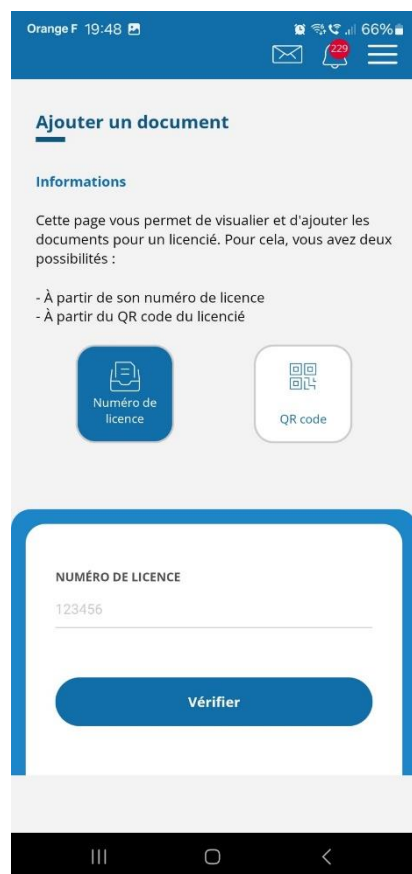 Orange F 19:48 66%
229
Ajouter un document
Informations
Cette page vous permet de visualier et d'ajouter les
documents pour un licencié. Pour cela, vous avez deux
possibilités :
- À partir de son numéro de licence
- À partir du QR code du licencié
Numéro de
licence
QR code
NUMÉRO DE LICENCE
123456
Vérifier